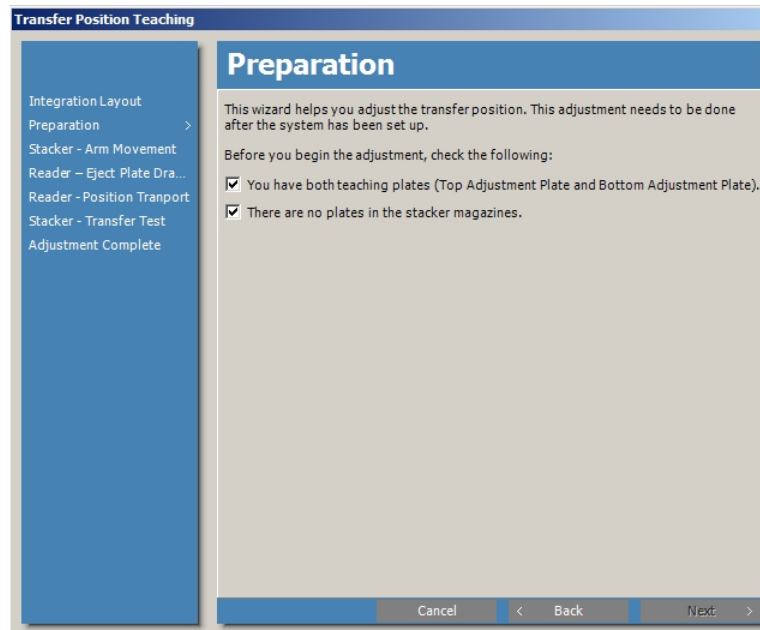 Transfer Position Teaching
Integration Layout
Preparation >
Stacker - Arm Movement
Reader – Eject Plate Dra...
Reader - Position Tranport
Stacker - Transfer Test
Adjustment Complete
Preparation
This wizard helps you adjust the transfer position. This adjustment needs to be done
after the system has been set up.
Before you begin the adjustment, check the following:
You have both teaching plates (Top Adjustment Plate and Bottom Adjustment Plate).
There are no plates in the stacker magazines.
Cancel < Back Next >